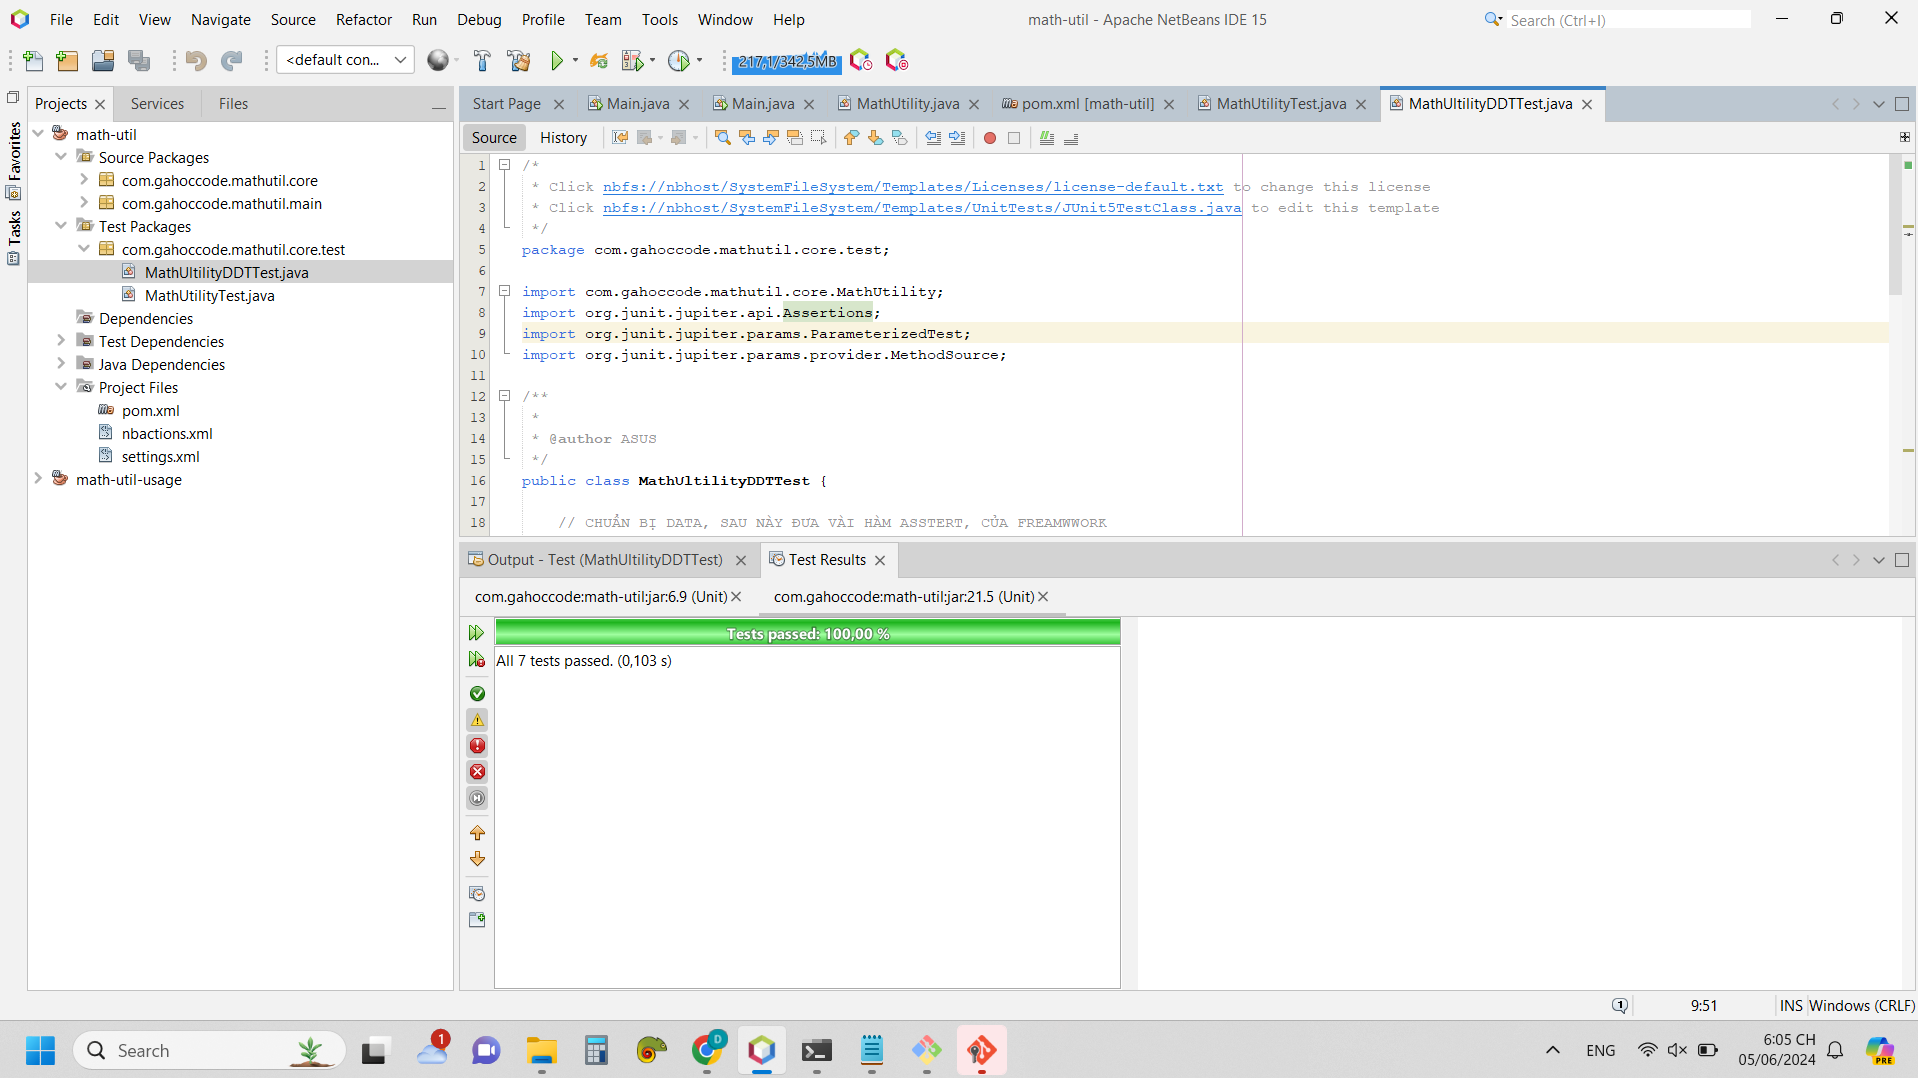 File Edit View Navigate Source Refactor Run Debug Profile Team Tools Window Help
math-util - Apache NetBeans IDE 15
Search (Ctrl+I)
<default con...
217,1/342,5MB
Favorites
Tasks
Projects
Services
Files
math-util
Source Packages
com.gahoccode.mathutil.core
com.gahoccode.mathutil.main
Test Packages
com.gahoccode.mathutil.core.test
MathUltilityDDTTest.java
MathUtilityTest.java
Dependencies
Test Dependencies
Java Dependencies
Project Files
pom.xml
nbactions.xml
settings.xml
math-util-usage
Start Page
Main.java
Main.java
MathUtility.java
pom.xml [math-util]
MathUtilityTest.java
MathUltilityDDTTest.java
Source History
1 /*
2 * Click nbfs://nbhost/SystemFileSystem/Templates/Licenses/license-default.txt to change this license
3 * Click nbfs://nbhost/SystemFileSystem/Templates/UnitTests/JUnit5TestClass.java to edit this template
4 */
5 package com.gahoccode.mathutil.core.test;
6
7 import com.gahoccode.mathutil.core.MathUtility;
8 import org.junit.jupiter.api.Assertions;
9 import org.junit.jupiter.params.ParameterizedTest;
10 import org.junit.jupiter.params.provider.MethodSource;
11
12 /**
13 *
14 * @author ASUS
15 */
16 public class MathUltilityDDTTest {
17
18 // CHUẨN BỊ DATA, SAU NÀY ĐƯA VÀI HÀM ASSTERT, CỦA FREAMWWORK
Output - Test (MathUltilityDDTTest)
Test Results
com.gahoccode:math-util:jar:6.9 (Unit)
com.gahoccode:math-util:jar:21.5 (Unit)
Tests passed: 100,00 %
All 7 tests passed. (0,103 s)
1
9:51
INS
Windows (CRLF)
Search
1
D
ENG
6:05 CH
05/06/2024
PRE